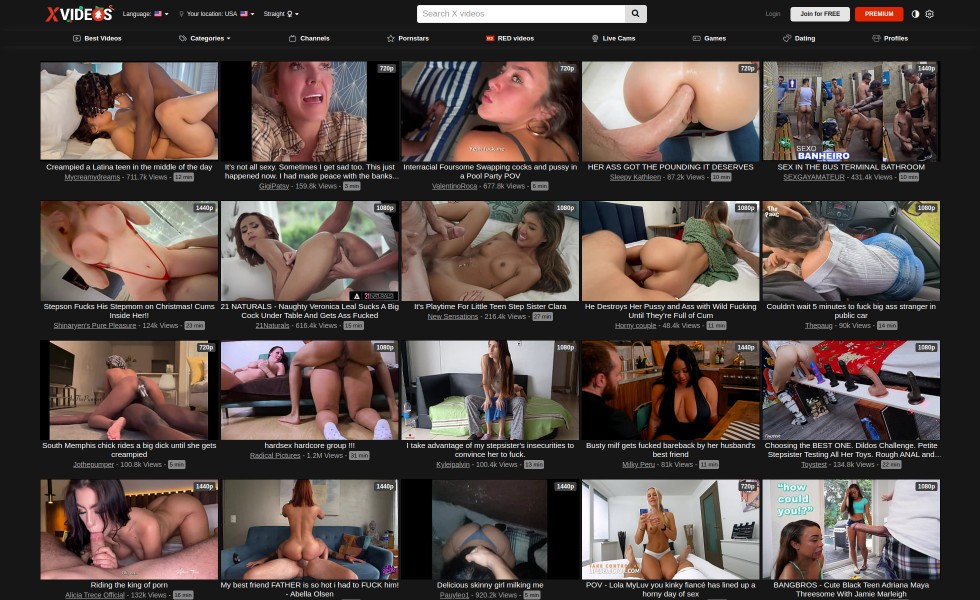 XVIDEOS
Language:
Your location: USA
Straight
Search X videos
Login
Join for FREE
PREMIUM
Best Videos
Categories
Channels
Pornstars
RED videos
Live Cams
Games
Dating
Profiles
720p
720p
720p
1440p
SEXO
BANHEIRO
Creampied a Latina teen in the middle of the day
Mycreamydreams - 711.7k Views - 12 min
It's not all sexy. Sometimes I get sad too. This just
happened now. I had made peace with the banks...
GigiPatsy - 159.8k Views - 3 min
Interracial Foursome Swapping cocks and pussy in
a Pool Party POV
ValentinoRoca - 677.8k Views - 6 min
HER ASS GOT THE POUNDING IT DESERVES
Sleepy Kathleen - 87.2k Views - 10 min
SEX IN THE BUS TERMINAL BATHROOM
SEXGAYAMATEUR - 431.4k Views - 10 min
1440p
1080p
1080p
1080p
1080p
Stepson Fucks His Stepmom on Christmas! Cums
Inside Her!!
Shinaryen's Pure Pleasure - 124k Views - 23 min
21 NATURALS - Naughty Veronica Leal Sucks A Big
Cock Under Table And Gets Ass Fucked
21Naturals - 616.4k Views - 15 min
It's Playtime For Little Teen Step Sister Clara
New Sensations - 216.4k Views - 27 min
He Destroys Her Pussy and Ass with Wild Fucking
Until They're Full of Cum
Horny couple - 48.4k Views - 11 min
Couldn't wait 5 minutes to fuck big ass stranger in
public car
Thepaug - 90k Views - 14 min
720p
1080p
1080p
1440p
1080p
South Memphis chick rides a big dick until she gets
creampied
Jothepumper - 100.8k Views - 5 min
hardsex hardcore group !!!
Radical Pictures - 1.2M Views - 31 min
I take advantage of my stepsister's insecurities to
convince her to fuck.
Kyleipalvin - 100.4k Views - 13 min
Busty milf gets fucked bareback by her husband's
best friend
Milky Peru - 81k Views - 11 min
Choosing the BEST ONE. Dildos Challenge. Petite
Stepsister Testing All Her Toys. Rough ANAL and...
Toystest - 134.8k Views - 22 min
1440p
1440p
1440p
720p
1080p
"how
could
you!?"
Riding the king of porn
Alicia Trece Official - 132k Views - 16 min
My best friend FATHER is so hot i had to FUCK him!
- Abella Olsen
Delicious skinny girl milking me
Payyleo1 - 920.2k Views - 5 min
POV - Lola MyLuv you kinky fiancé has lined up a
horny day of sex
BANGBROS - Cute Black Teen Adriana Maya
Threesome With Jamie Marleigh